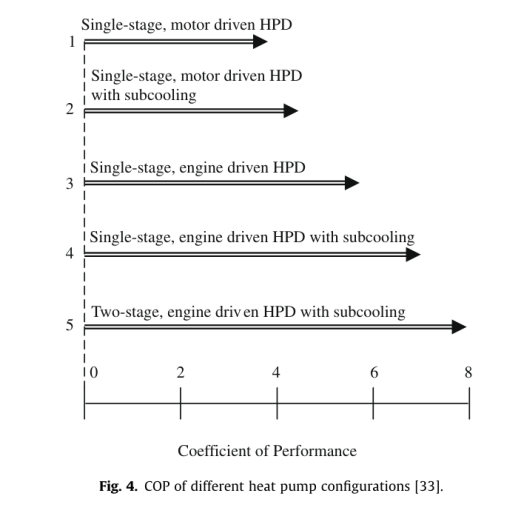 Single-stage, motor driven HPD
1
Single-stage, motor driven HPD
with subcooling
2
Single-stage, engine driven HPD
3
Single-stage, engine driven HPD with subcooling
4
Two-stage, engine driven HPD with subcooling
5
0 2 4 6 8
Coefficient of Performance
Fig. 4. COP of different heat pump configurations [33].